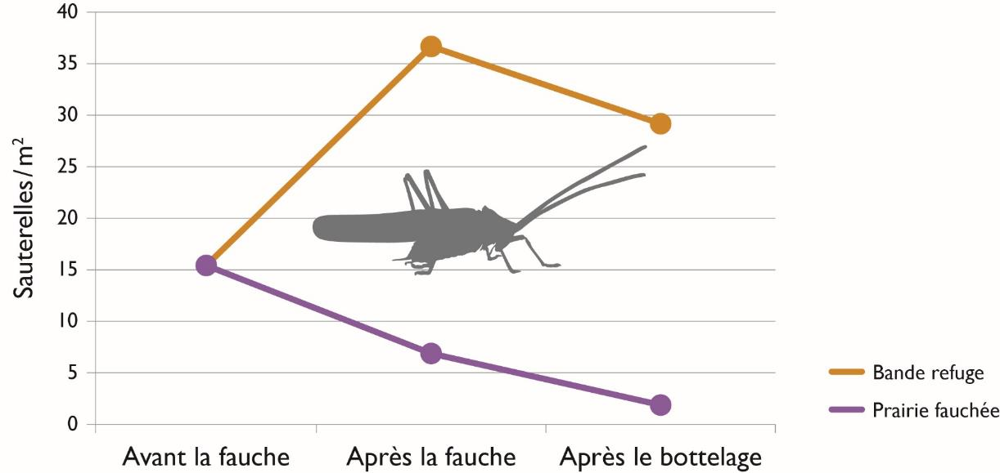 40
35
30
25
20
15
10
5
0
Sauterelles/m²
Avant la fauche
Après la fauche
Après le bottelage
Bande refuge
Prairie fauchée